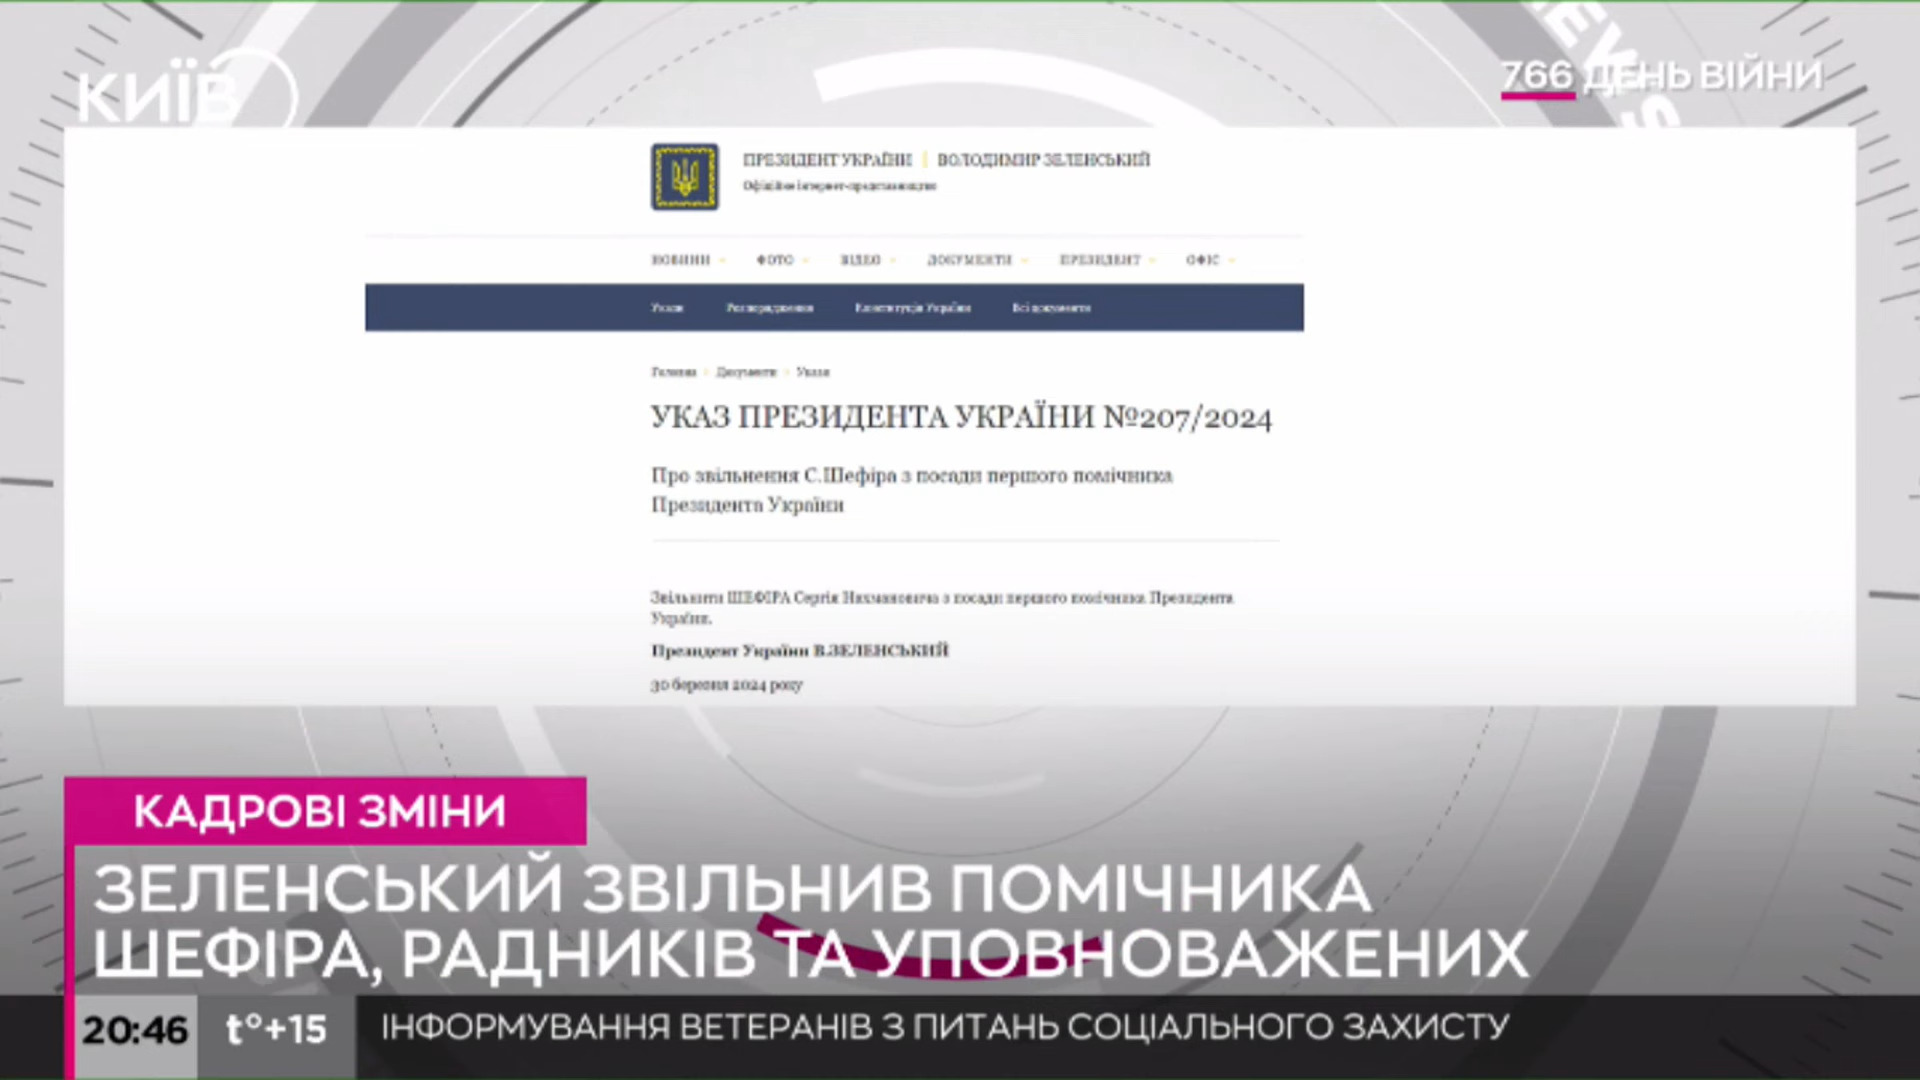 КИЇВ
766 ДЕНЬ ВІЙНИ
NEWS
ПРЕЗИДЕНТ УКРАЇНИ | ВОЛОДИМИР ЗЕЛЕНСЬКИЙ
Офіційне інтернет-представництво
НОВИНИ ФОТО ВІДЕО ДОКУМЕНТИ ПРЕЗИДЕНТ ОФІС
Укази Розпорядження Конституція України Всі документи
Головна Документи Укази
УКАЗ ПРЕЗИДЕНТА УКРАЇНИ №207/2024
Про звільнення С.Шефіра з посади першого помічника
Президента України
Звільнити ШЕФІРА Сергія Нахмановича з посади першого помічника Президента
України.
Президент України В.ЗЕЛЕНСЬКИЙ
30 березня 2024 року
КАДРОВІ ЗМІНИ
ЗЕЛЕНСЬКИЙ ЗВІЛЬНИВ ПОМІЧНИКА
ШЕФІРА, РАДНИКІВ ТА УПОВНОВАЖЕНИХ
20:46 t°+15 ІНФОРМУВАННЯ ВЕТЕРАНІВ З ПИТАНЬ СОЦІАЛЬНОГО ЗАХИСТУ